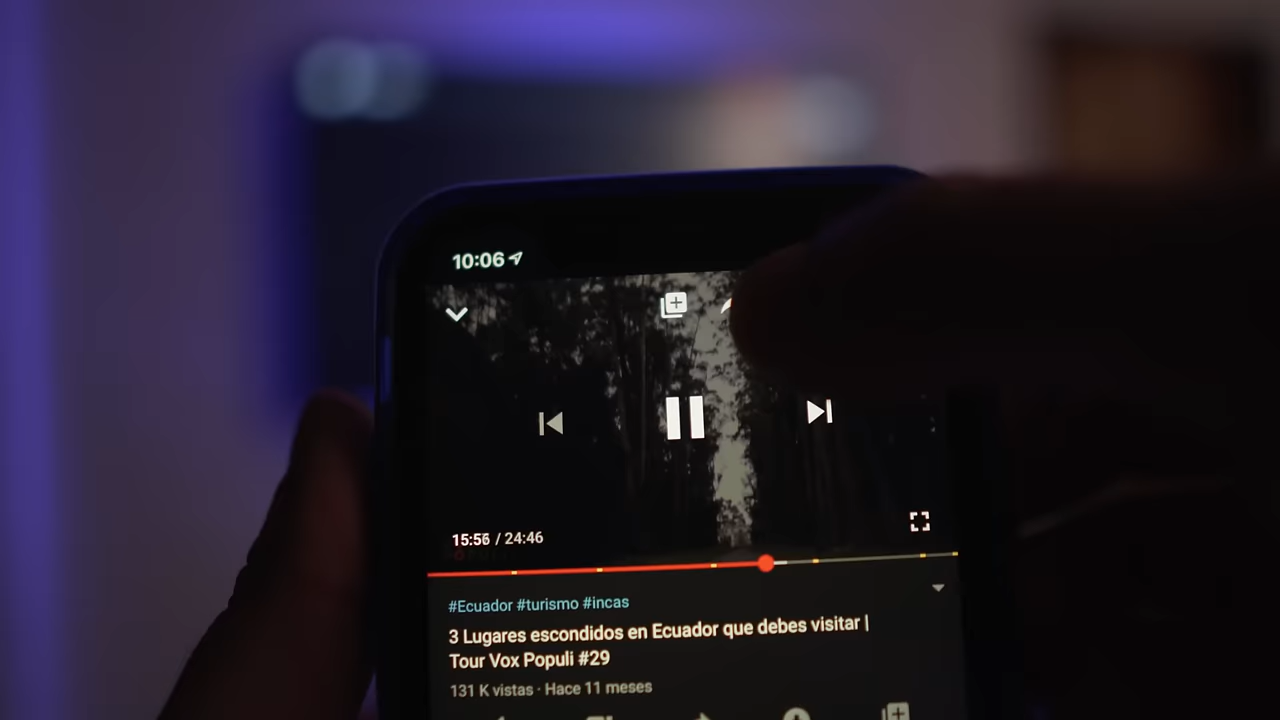 10:06
15:56 / 24:46
#Ecuador #turismo #incas
3 Lugares escondidos en Ecuador que debes visitar |
Tour Vox Populi #29
131 K vistas · Hace 11 meses